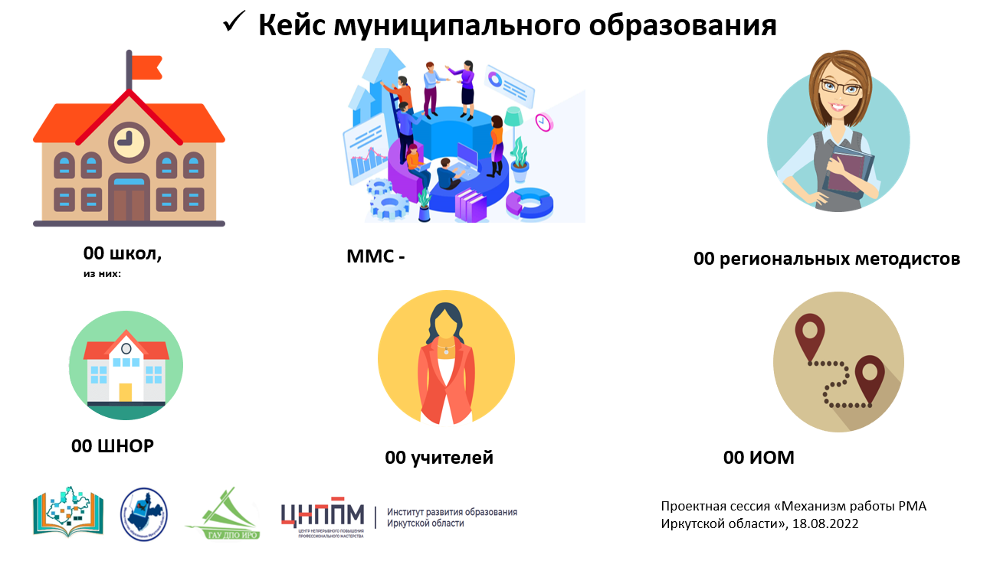 ✓ Кейс муниципального образования
00 школ,
из них:
ММС -
00 региональных методистов
00 ШНОР
00 учителей
00 ИОМ
ГАУ ДПО ИРО
ЦНППМ
ЦЕНТР НЕПРЕРЫВНОГО ПОВЫШЕНИЯ
ПРОФЕССИОНАЛЬНОГО МАСТЕРСТВА
Институт развития образования
Иркутской области
Проектная сессия «Механизм работы РМА
Иркутской области», 18.08.2022